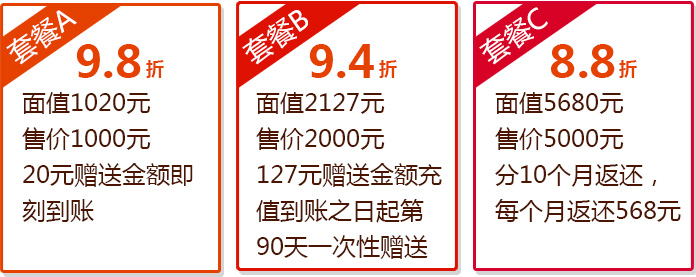 套餐A
9.8折
面值1020元
售价1000元
20元赠送金额即
刻到账
套餐B
9.4折
面值2127元
售价2000元
127元赠送金额充
值到账之日起第
90天一次性赠送
套餐C
8.8折
面值5680元
售价5000元
分10个月返还，
每个月返还568元